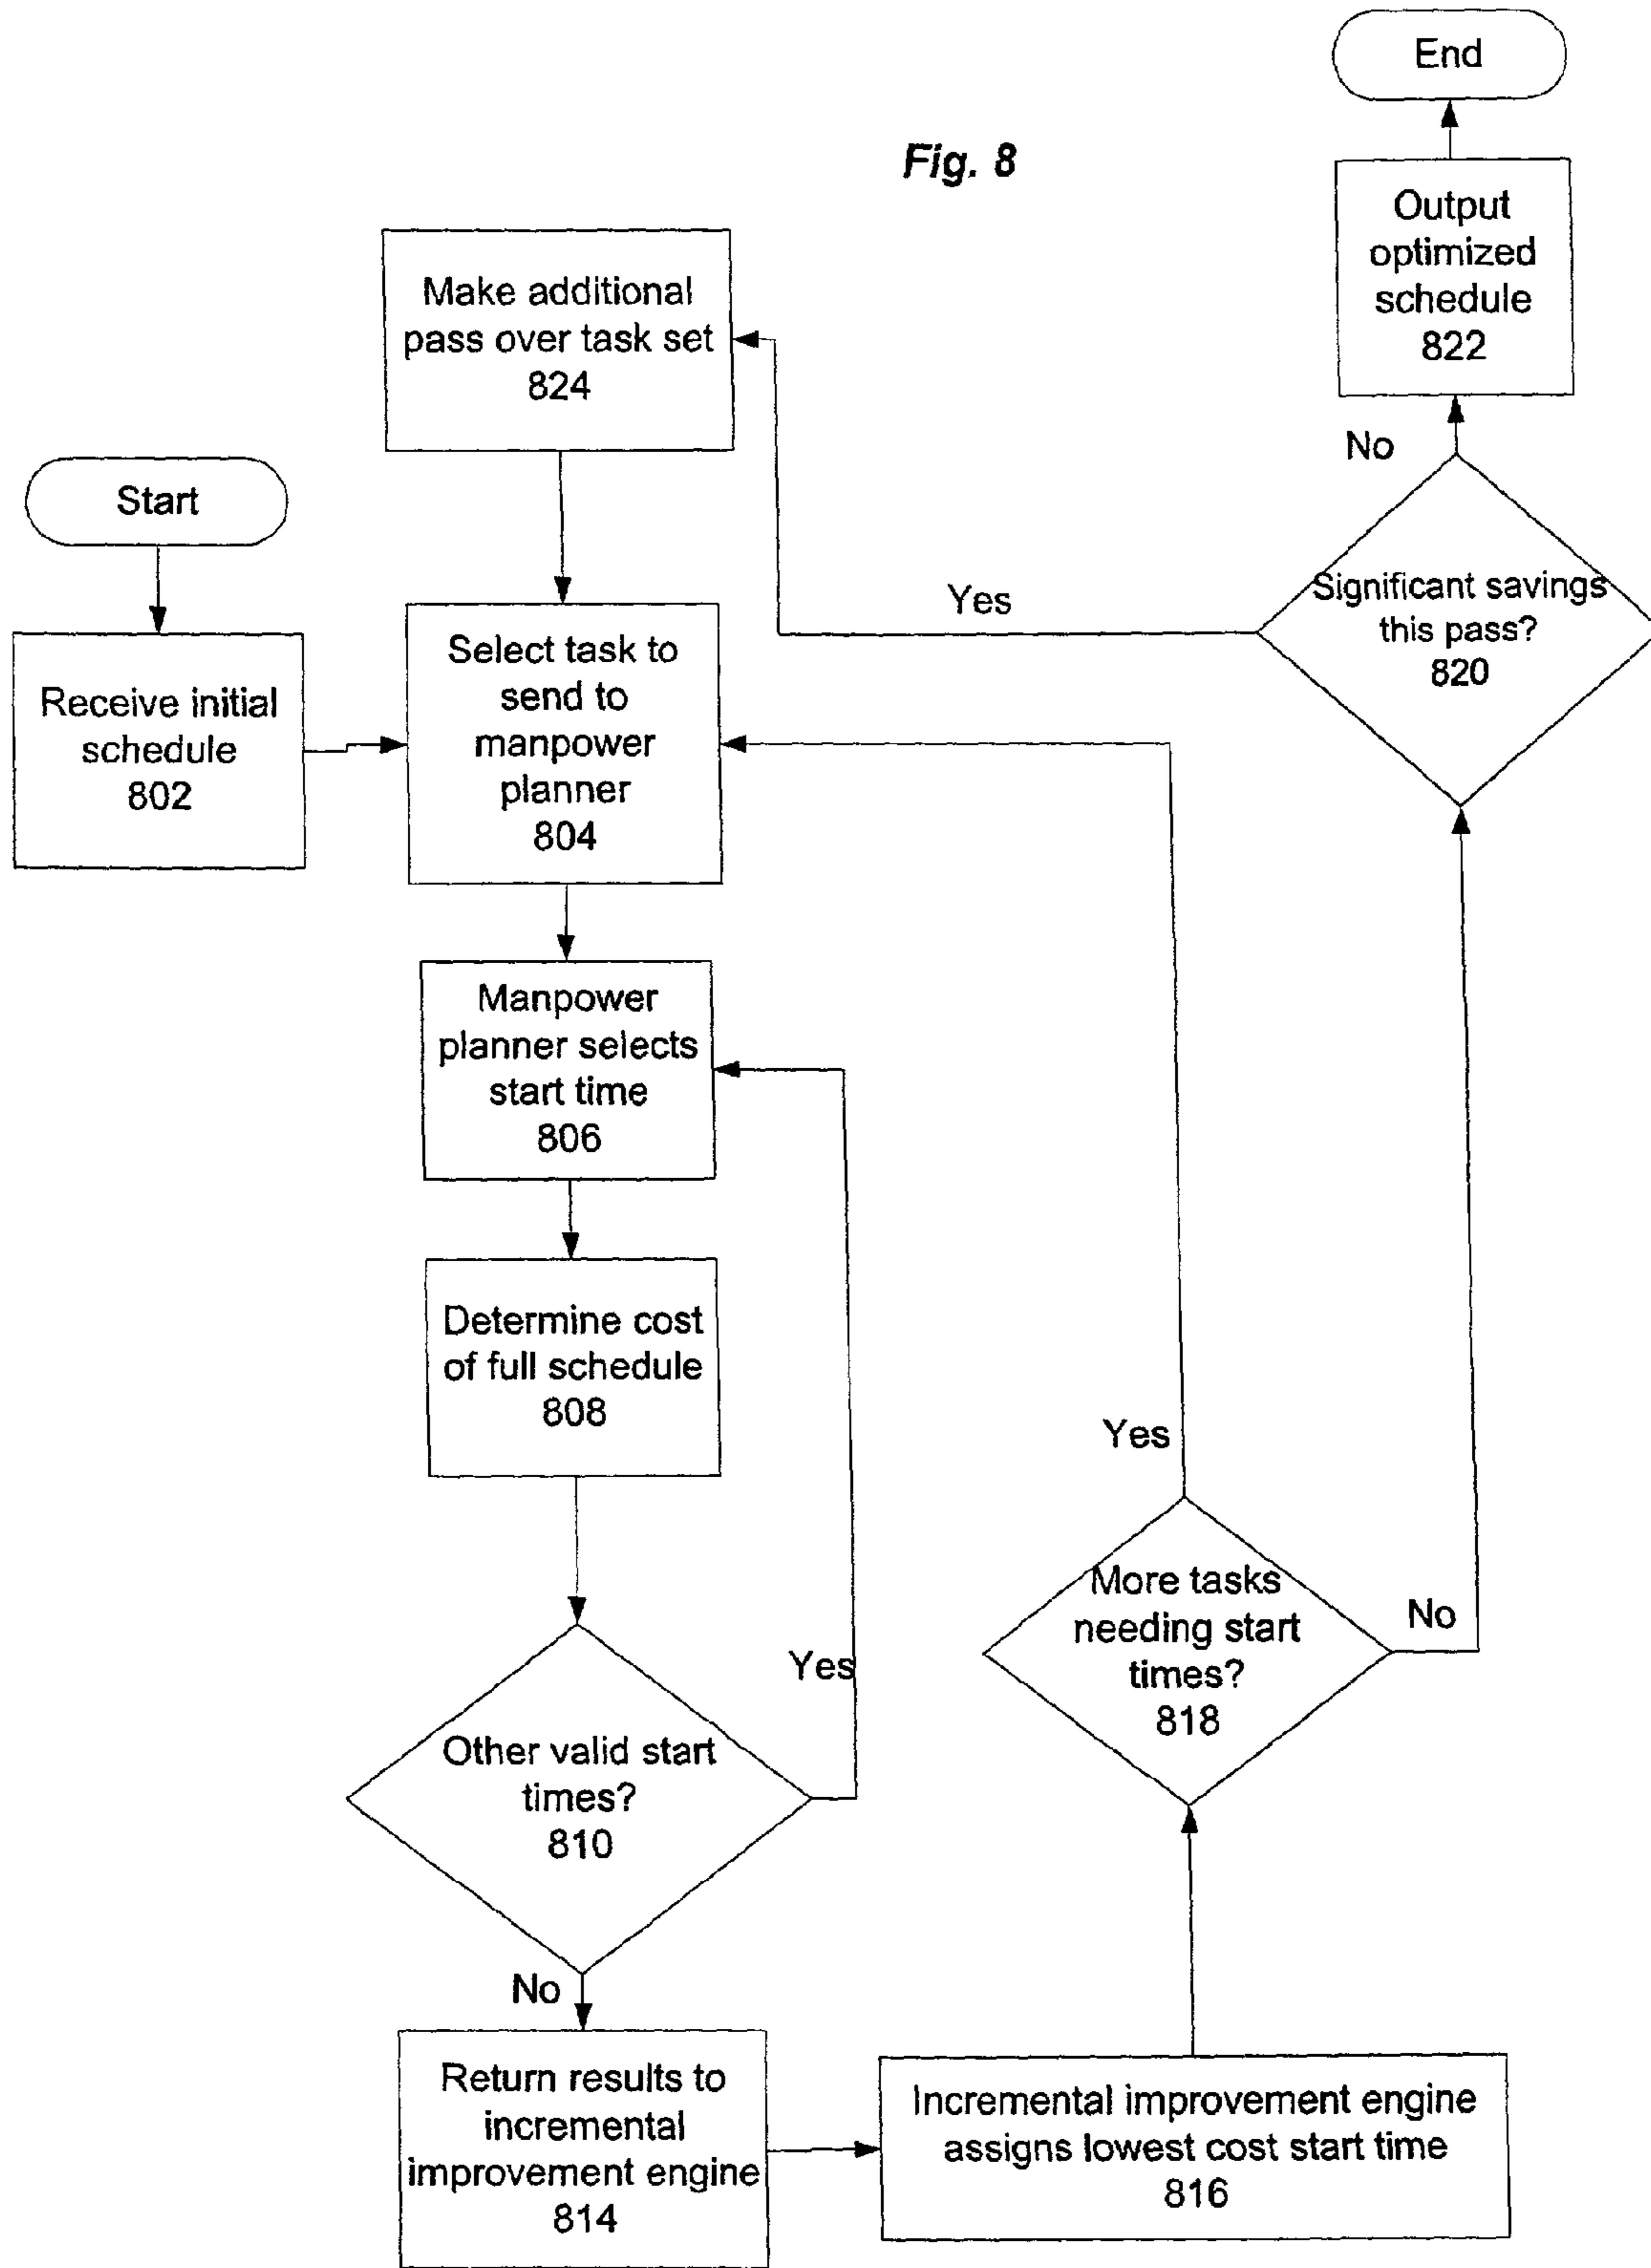 End
Fig. 8
Output
optimized
schedule
822
Make additional
pass over task set
824
No
Start
Significant savings
this pass?
820
Yes
Select task to
send to
manpower
planner
804
Receive initial
schedule
802
Manpower
planner selects
start time
806
Determine cost
of full schedule
808
Yes
More tasks
needing start
times?
818
No
Yes
Other valid start
times?
810
No
Return results to
incremental
improvement engine
814
Incremental improvement engine
assigns lowest cost start time
816